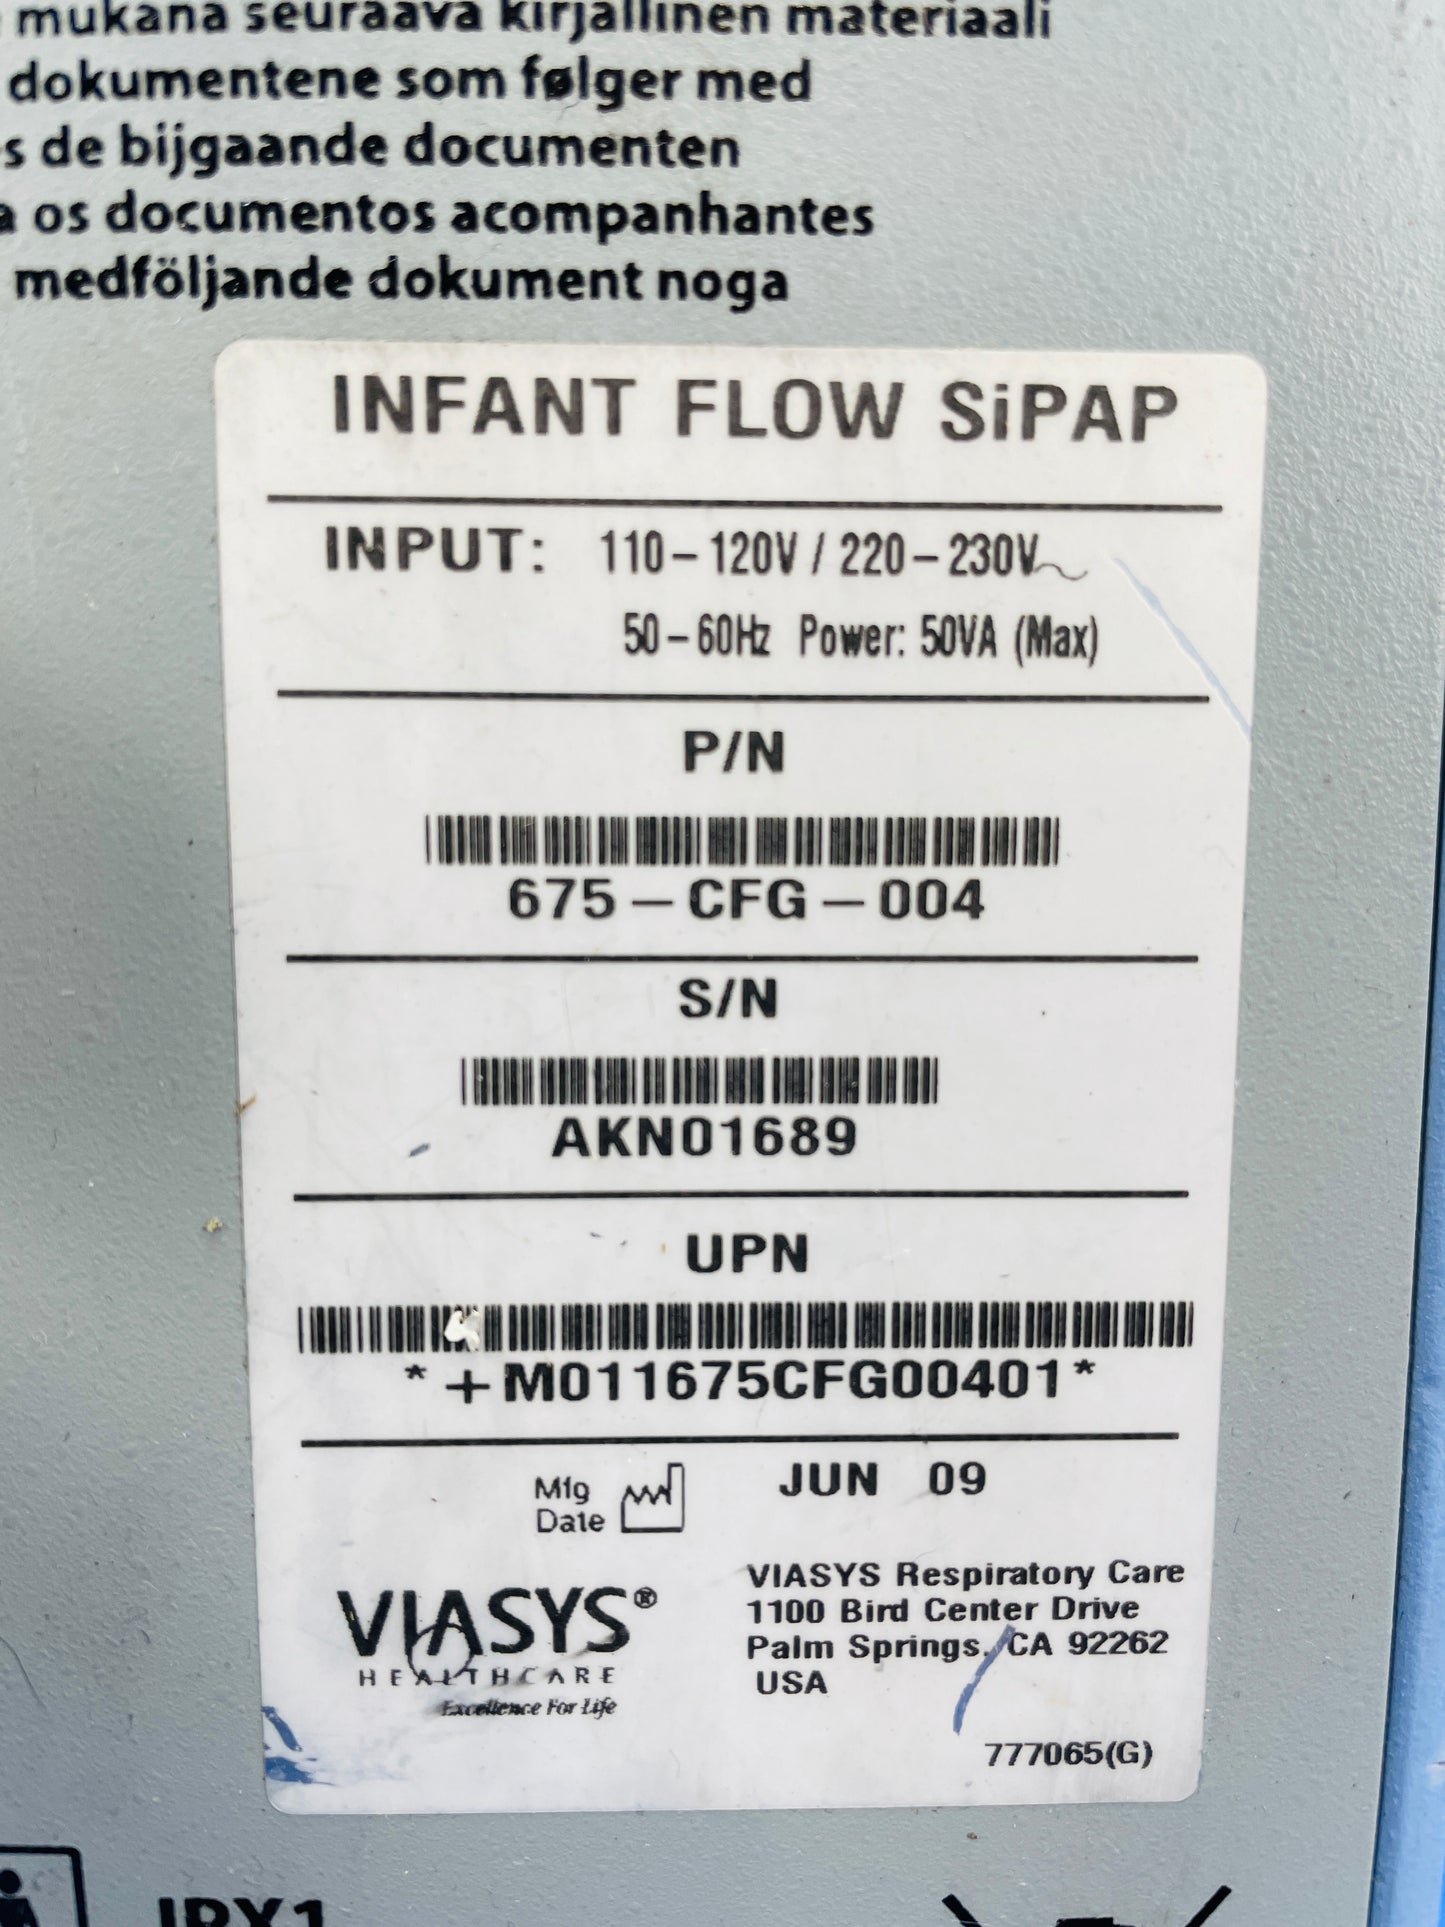 mukana seuraava kirjallinen materiaali
dokumentene som følger med
s de bijgaande documenten
a os documentos acompanhantes
medföljande dokument noga
INFANT FLOW SiPAP
INPUT: 110-120V / 220-230V~
50-60Hz Power: 50VA (Max)
P/N
675-CFG-004
S/N
AKN01689
UPN
*+M011675CFG00401*
Mfg Date JUN 09
VIASYS®
HEALTHCARE
Excellence For Life
VIASYS Respiratory Care
1100 Bird Center Drive
Palm Springs, CA 92262
USA
777065(G)
IPX1